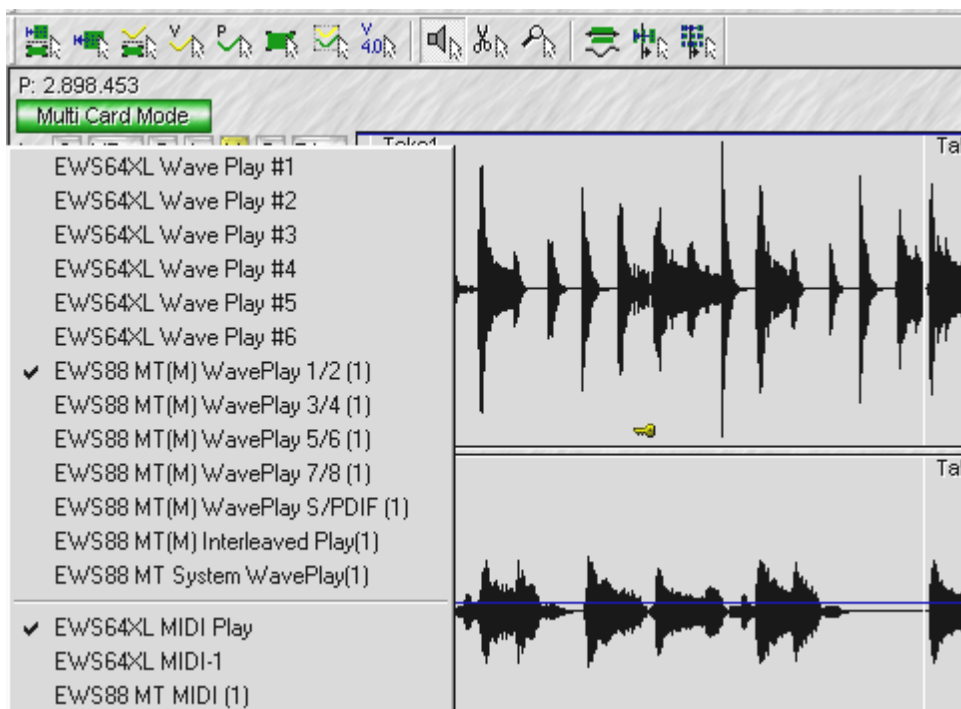 V
P
V
4.0
P: 2.898.453
Multi Card Mode
Take1
EWS64XL Wave Play #1
EWS64XL Wave Play #2
EWS64XL Wave Play #3
EWS64XL Wave Play #4
EWS64XL Wave Play #5
EWS64XL Wave Play #6
EWS88 MT(M) WavePlay 1/2 (1)
EWS88 MT(M) WavePlay 3/4 (1)
EWS88 MT(M) WavePlay 5/6 (1)
EWS88 MT(M) WavePlay 7/8 (1)
EWS88 MT(M) WavePlay S/PDIF (1)
EWS88 MT(M) Interleaved Play(1)
EWS88 MT System WavePlay(1)
EWS64XL MIDI Play
EWS64XL MIDI-1
EWS88 MT MIDI (1)